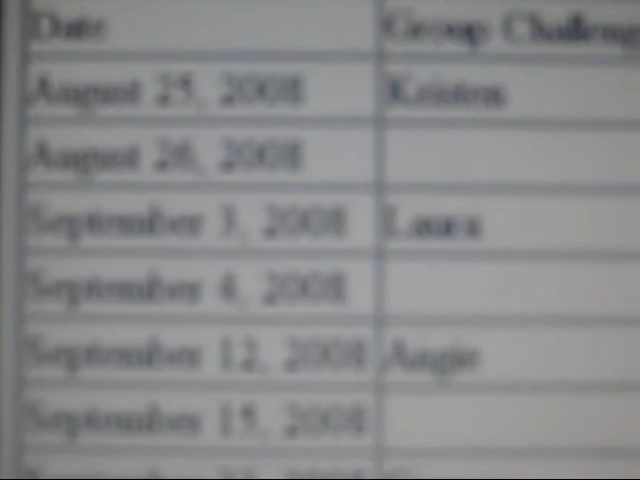 Date Group Challeng
August 25, 2008 Kristen
August 26, 2008
September 3, 2008 Laura
September 4, 2008
September 12, 2008 Angie
September 15, 2008